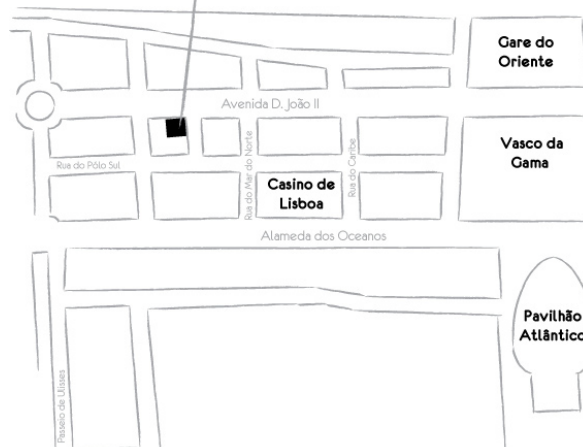 Gare do
Oriente
Avenida D. João II
Vasco da
Gama
Rua do Pólo Sul
Rua do Mar do Norte
Rua do Caribe
Casino de
Lisboa
Alameda dos Oceanos
Pavilhão
Atlântico
Passeio de Ulisses